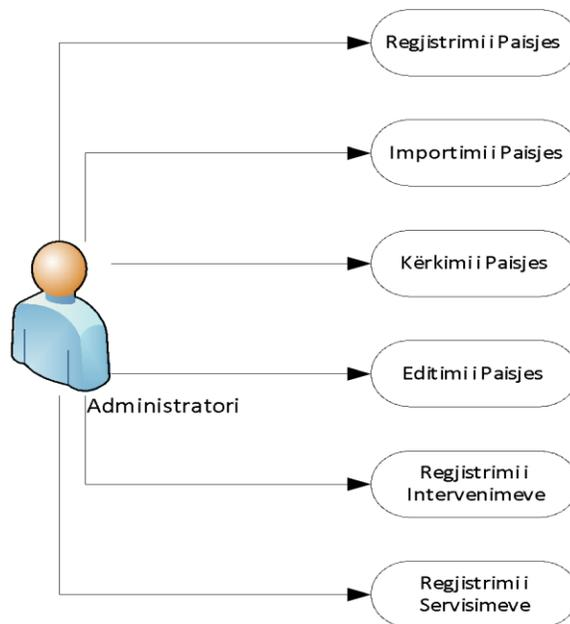 Regjistrimi i Paisjes
Importimi i Paisjes
Kërkimi i Paisjes
Editimi i Paisjes
Administratori
Regjistrimi i
Intervenimeve
Regjistrimi i
Servisimeve